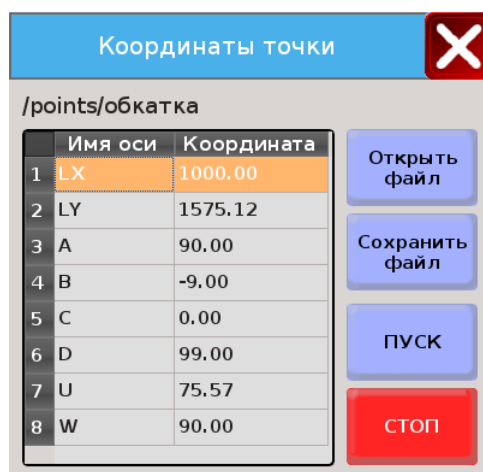 Координаты точки
/points/обкатка
Имя оси Координата
1 LX 1000.00
2 LY 1575.12
3 A 90.00
4 B -9.00
5 C 0.00
6 D 99.00
7 U 75.57
8 W 90.00
Открыть
файл
Сохранить
файл
ПУСК
СТОП